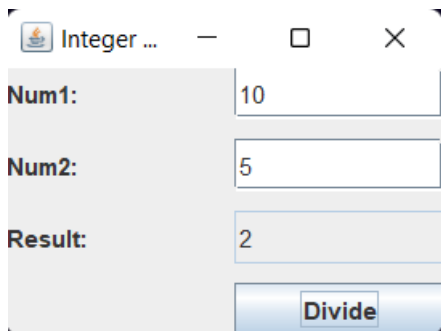 Integer ...
Num1: 10
Num2: 5
Result: 2
Divide